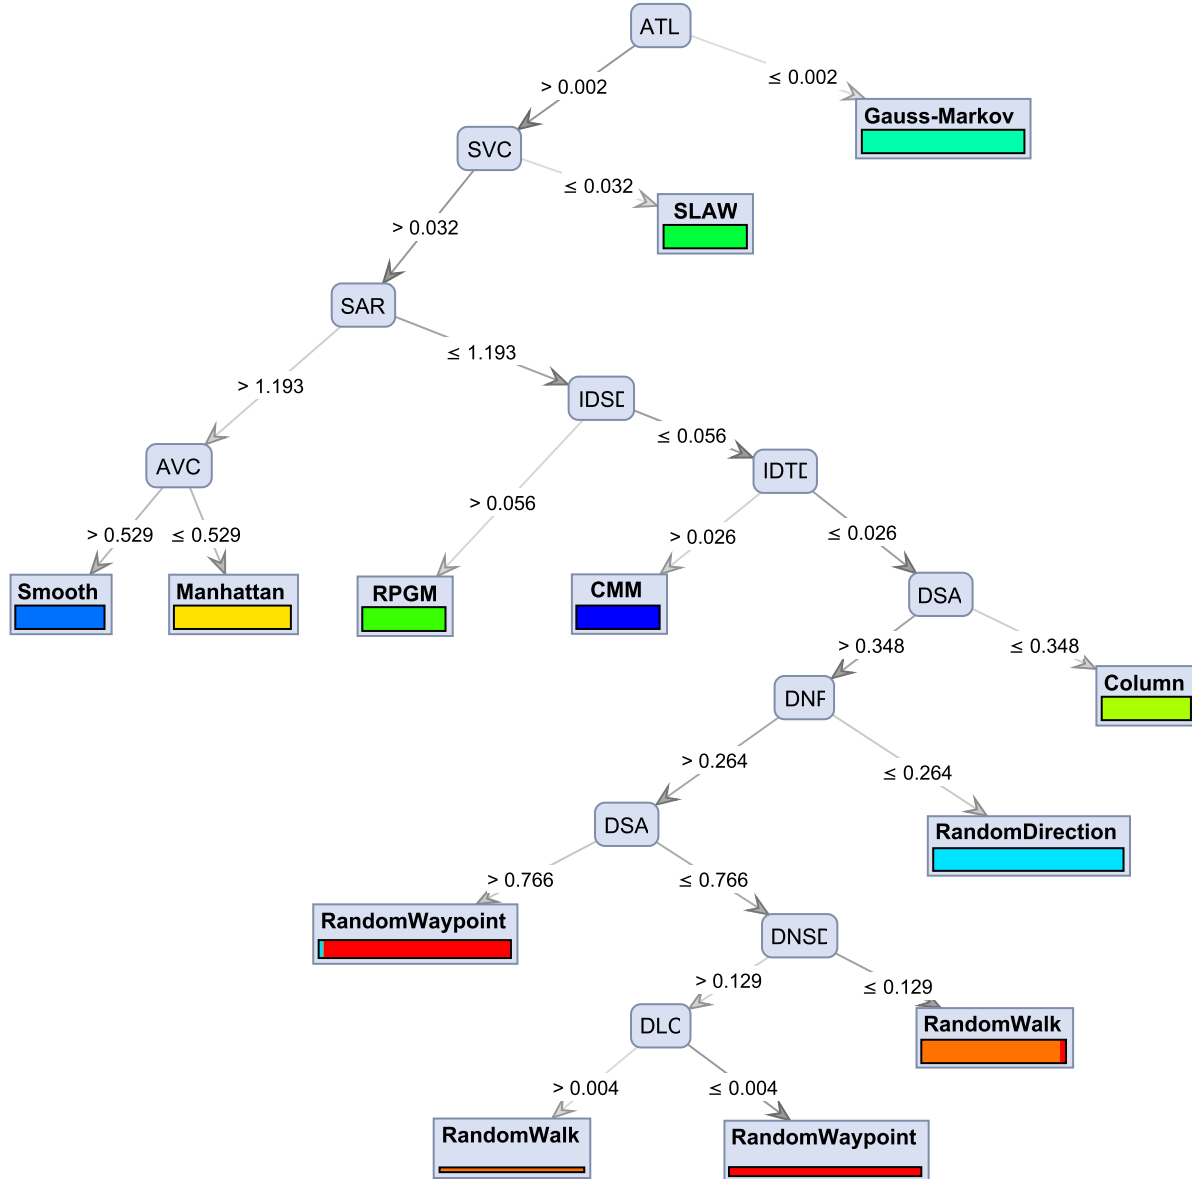 ATL
≤ 0.002
> 0.002
Gauss-Markov
SVC
≤ 0.032
SLAW
> 0.032
SAR
≤ 1.193
> 1.193
IDSD
≤ 0.056
AVC
IDTD
> 0.056
> 0.529
≤ 0.529
> 0.026
≤ 0.026
Smooth
Manhattan
RPGM
CMM
DSA
> 0.348
≤ 0.348
Column
DNF
> 0.264
≤ 0.264
DSA
RandomDirection
> 0.766
≤ 0.766
RandomWaypoint
DNSD
> 0.129
≤ 0.129
DLC
RandomWalk
> 0.004
≤ 0.004
RandomWalk
RandomWaypoint